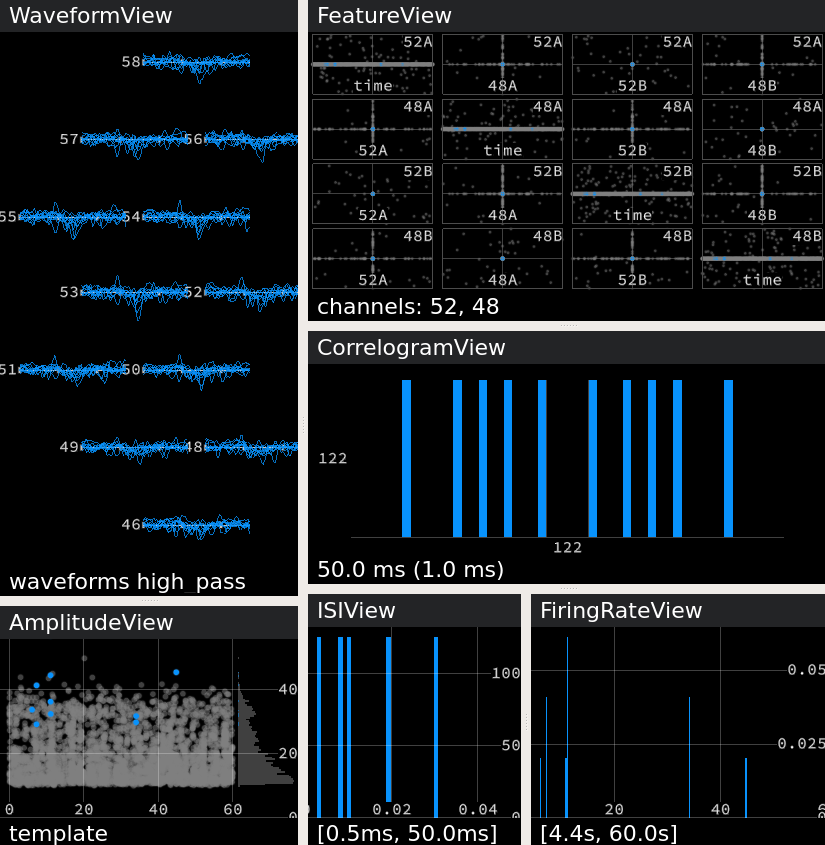 WaveformView
58
57 56
55 54
53 52
51 50
49 48
46
waveforms high_pass
FeatureView
52A 52A 52A 52A
time 48A 52B 48B
48A 48A 48A 48A
52A time 52B 48B
52B 52B 52B 52B
52A 48A time 48B
48B 48B 48B 48B
52A 48A 52B time
channels: 52, 48
CorrelogramView
122
122
50.0 ms (1.0 ms)
AmplitudeView
40
20
0 20 40 60 0
template
ISIView
100
50
0.02 0.04 0
[0.5ms, 50.0ms]
FiringRateView
0.05
0.025
20 40
[4.4s, 60.0s]